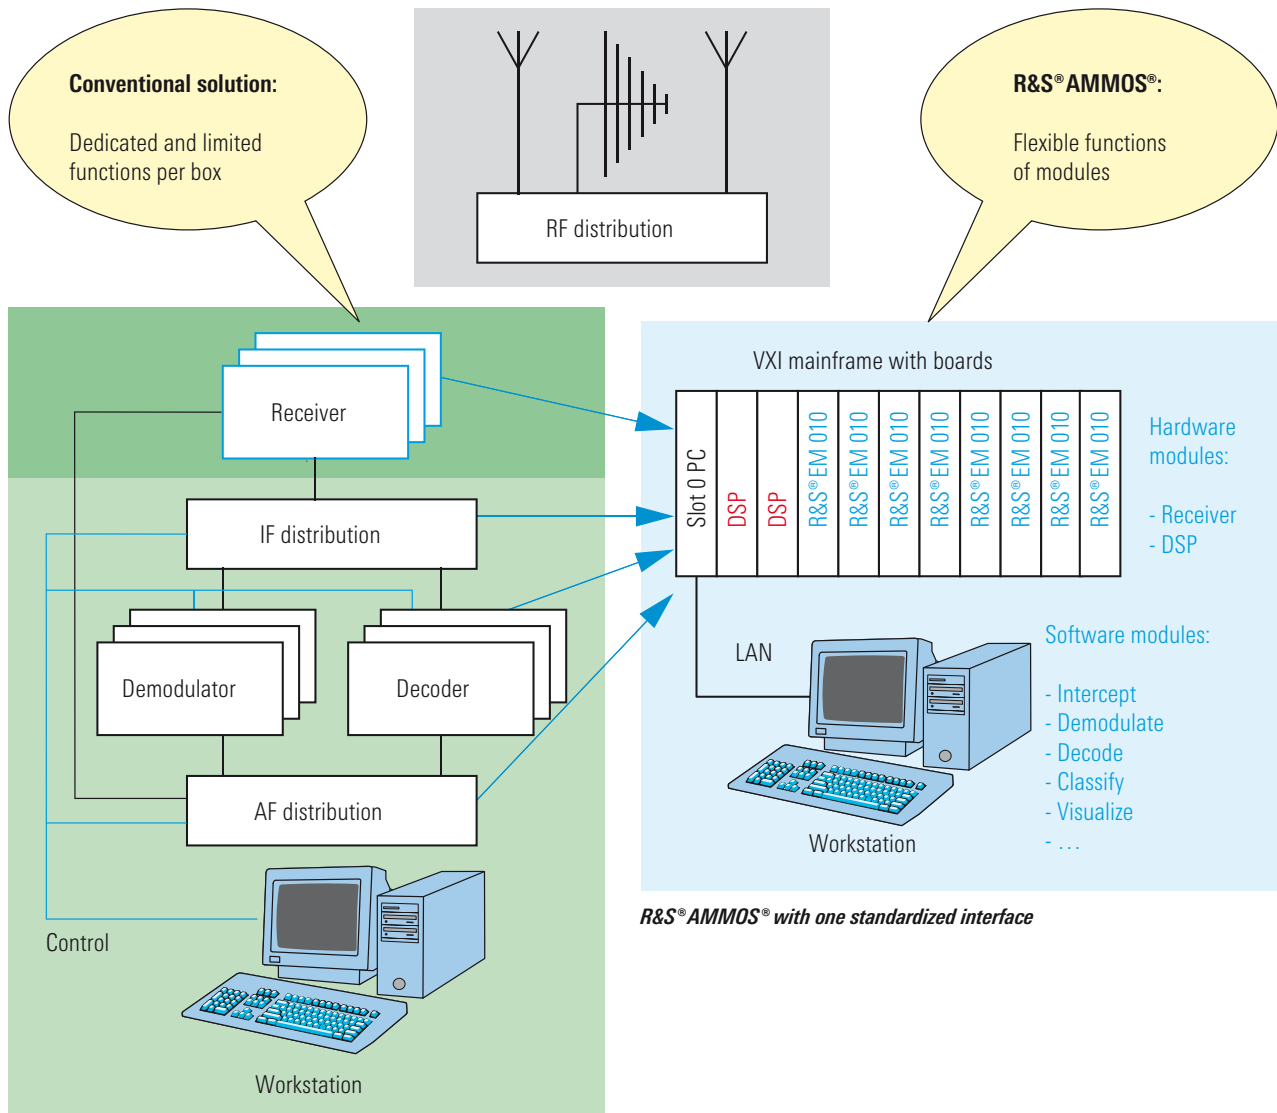 Conventional solution:
Dedicated and limited
functions per box
RF distribution
R&S®AMMOS®:
Flexible functions
of modules
Receiver
IF distribution
Demodulator
Decoder
AF distribution
Control
Workstation
VXI mainframe with boards
Slot 0 PC
DSP
DSP
R&S®EM 010
R&S®EM 010
R&S®EM 010
R&S®EM 010
R&S®EM 010
R&S®EM 010
R&S®EM 010
R&S®EM 010
Hardware
modules:
- Receiver
- DSP
LAN
Workstation
Software modules:
- Intercept
- Demodulate
- Decode
- Classify
- Visualize
- ...
R&S®AMMOS® with one standardized interface